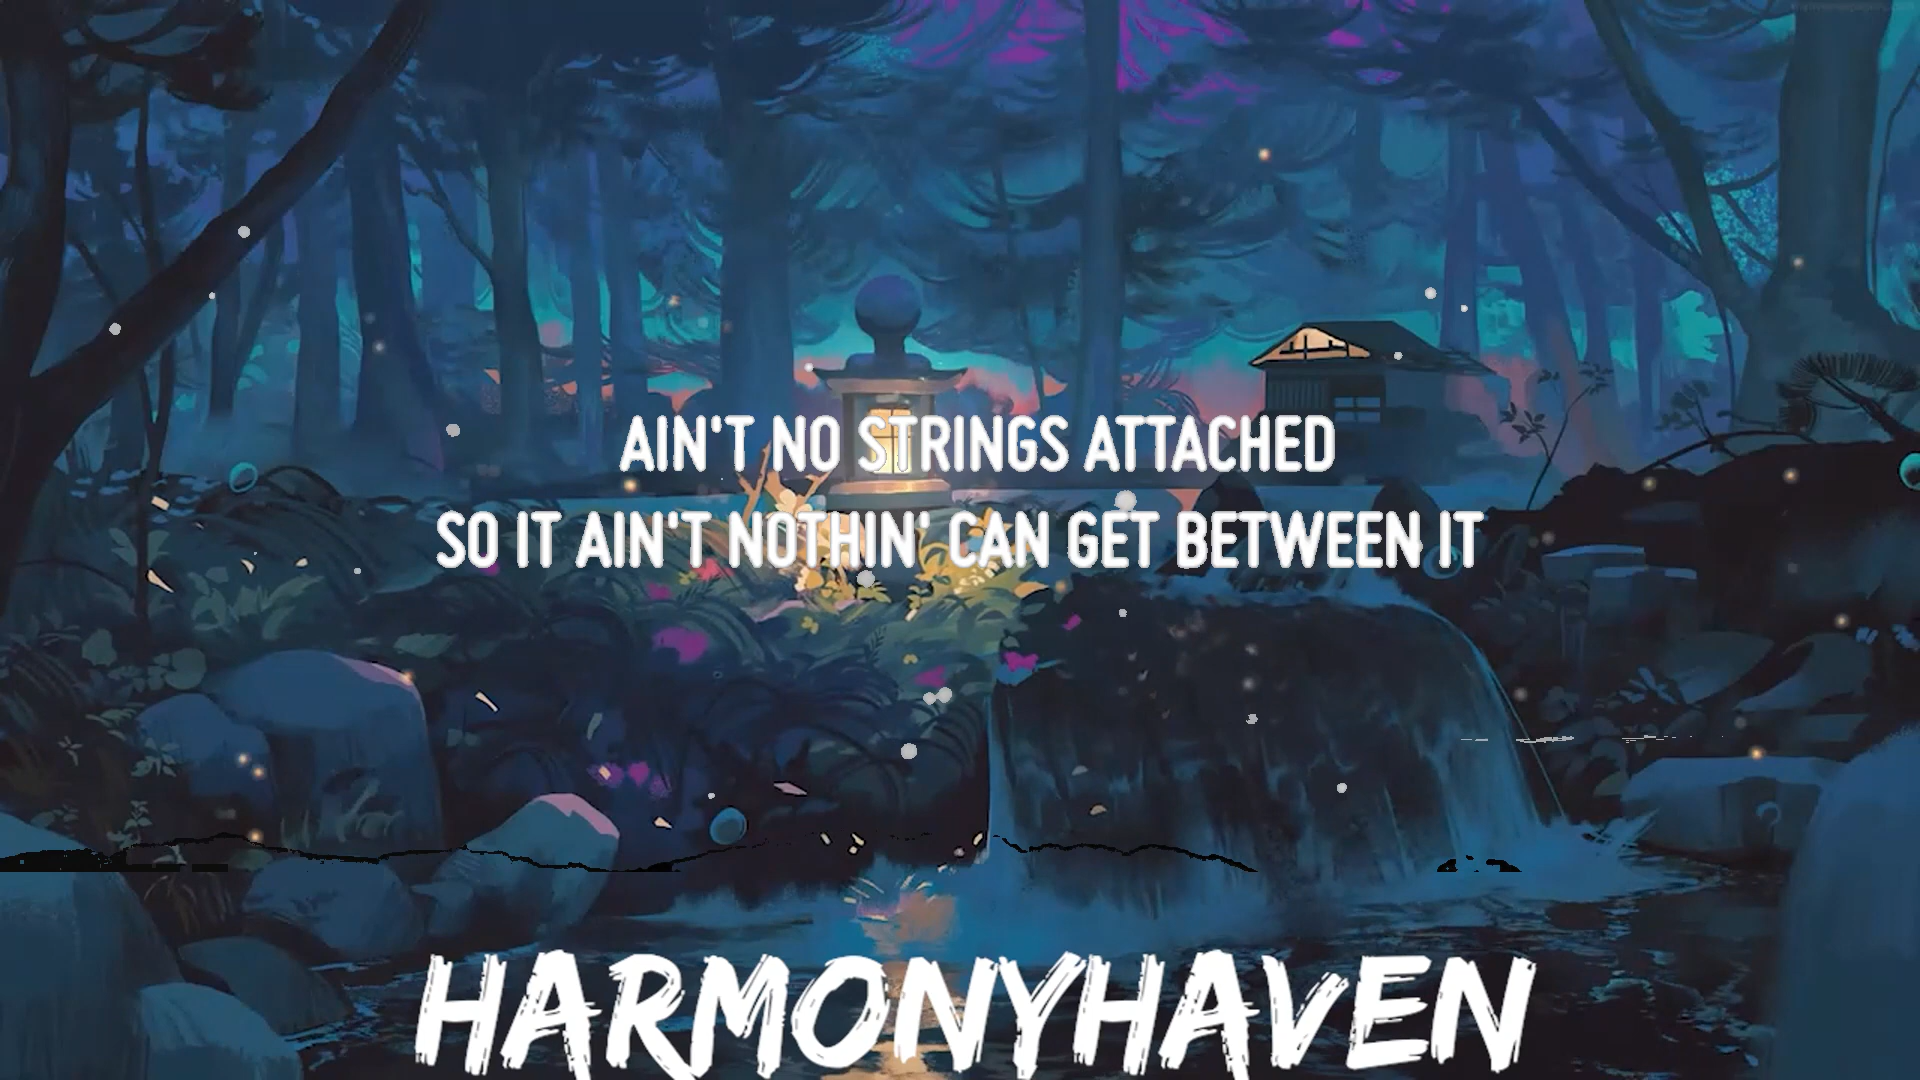 AIN'T NO STRINGS ATTACHED
SO IT AIN'T NOTHIN' CAN GET BETWEEN IT
HARMONYHAVEN